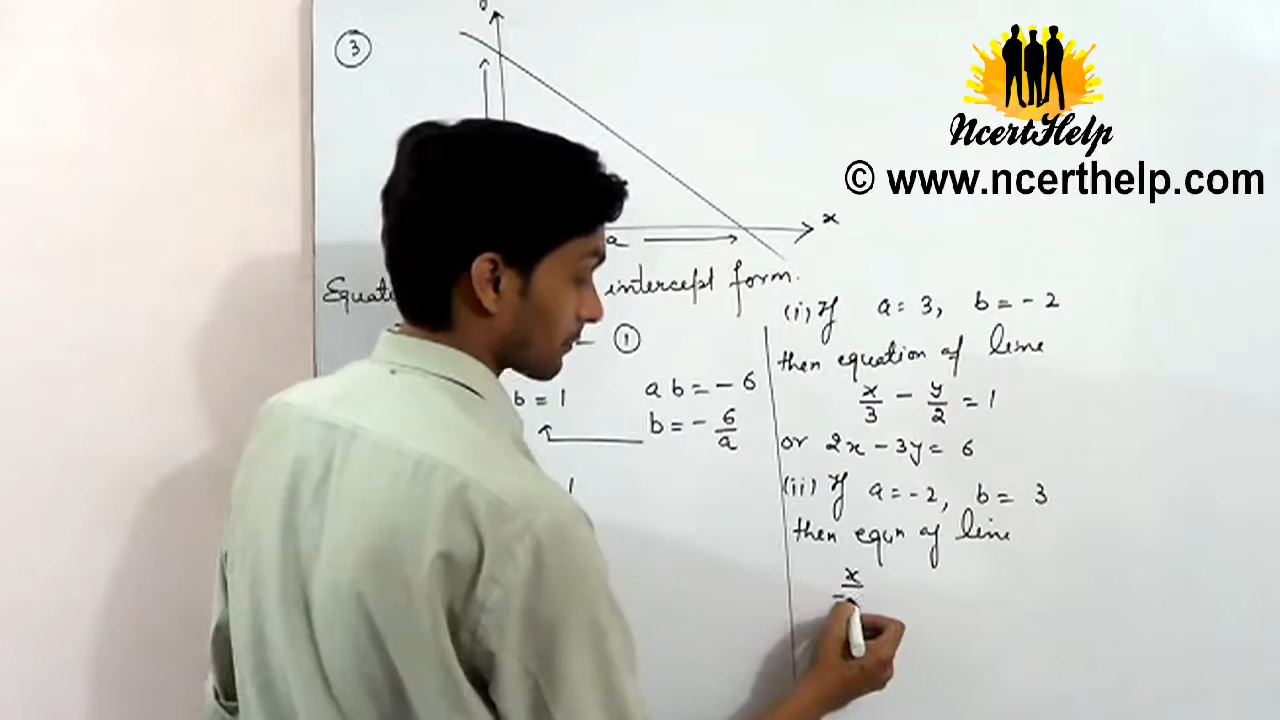 3
x
a
intercept form.
1
b = 1
a b = - 6
b = - 6/a
1
(i) If a = 3, b = - 2
then equation of line
x/3 - y/2 = 1
or 2x - 3y = 6
(ii) If a = - 2, b = 3
then eqn of line
x/-
NcertHelp
© www.ncerthelp.com